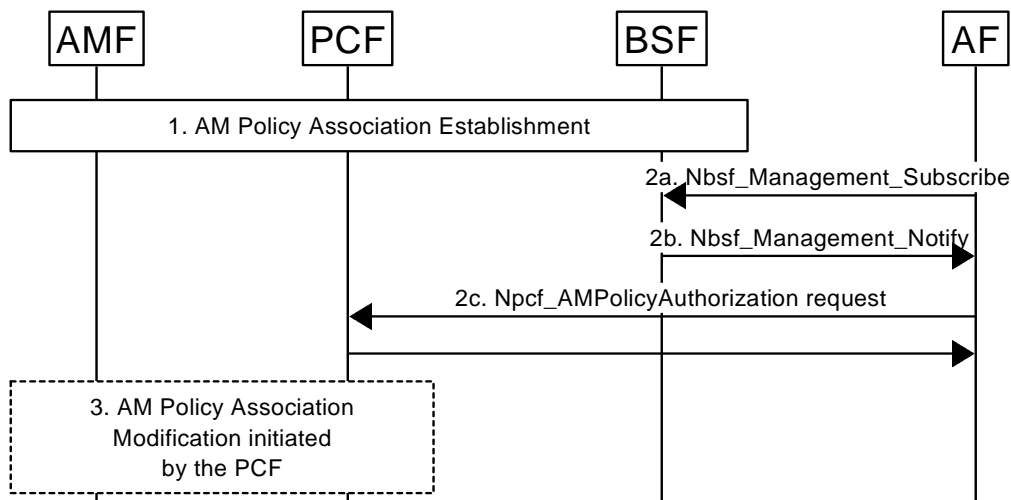 AMF
PCF
BSF
AF
1. AM Policy Association Establishment
2a. Nbsf_Management_Subscribe
2b. Nbsf_Management_Notify
2c. Npcf_AMPolicyAuthorization request
3. AM Policy Association
Modification initiated
by the PCF